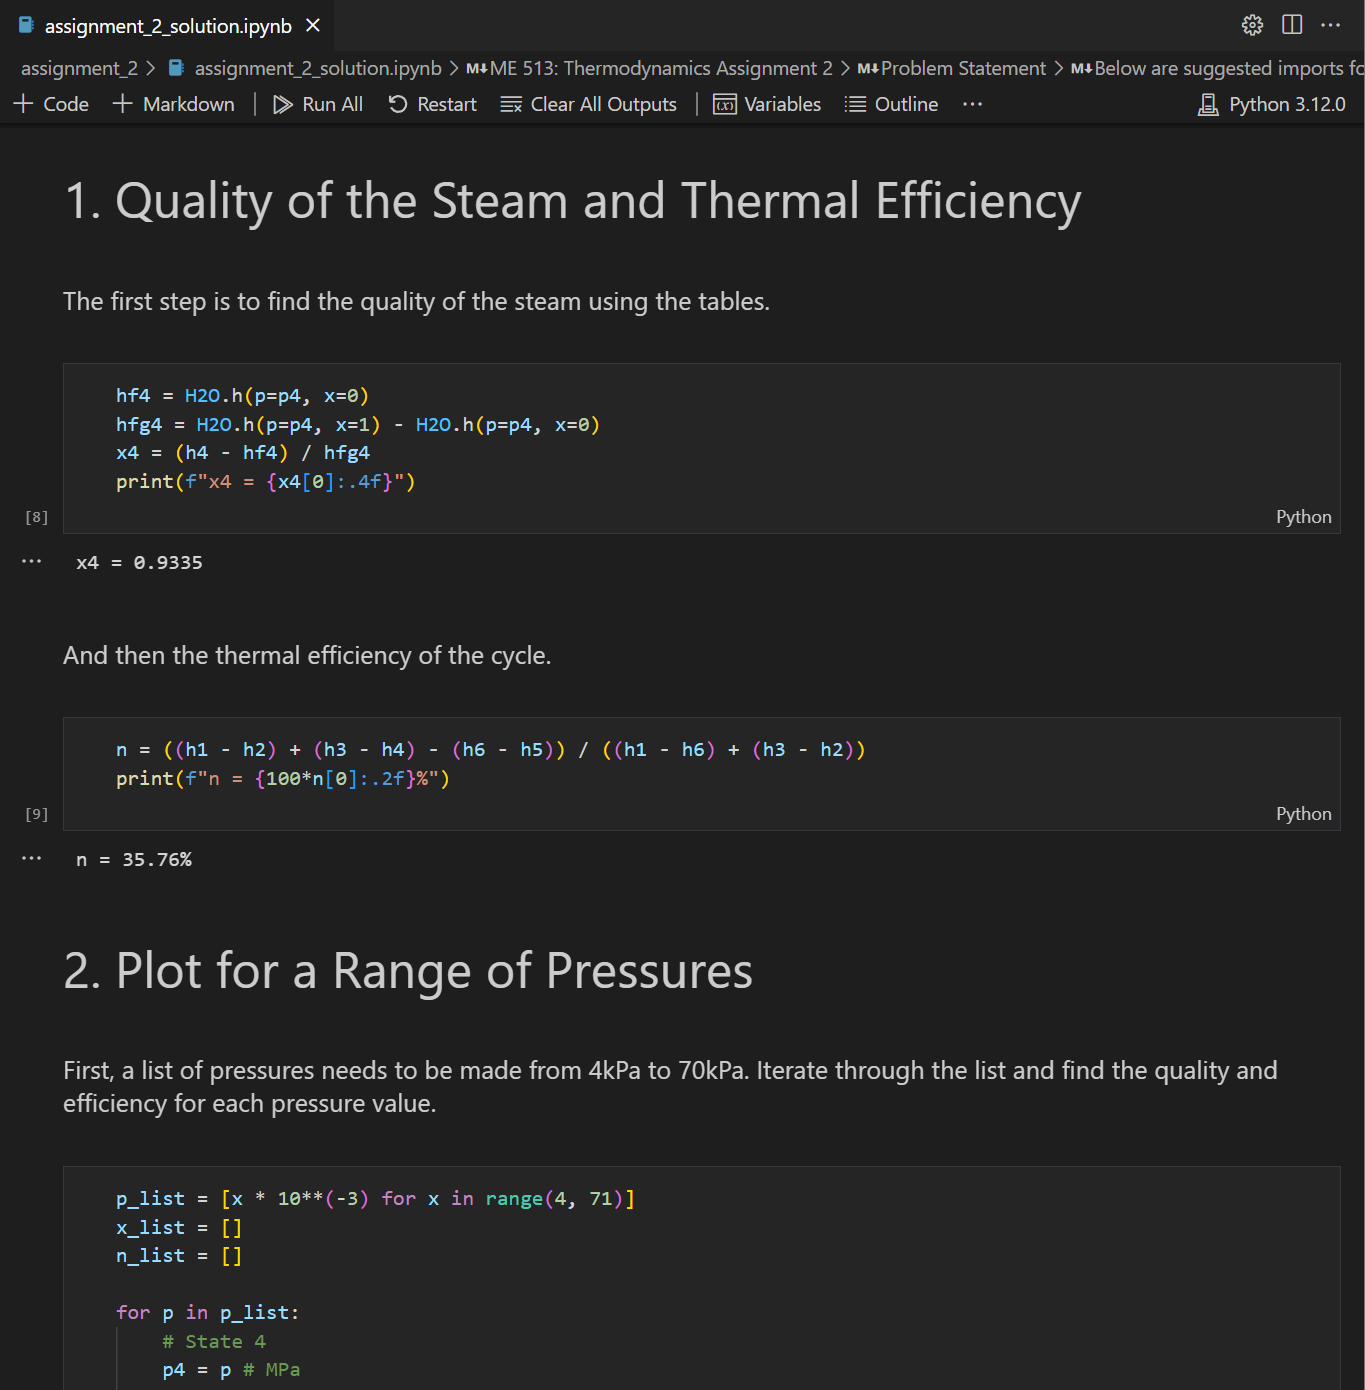 assignment_2_solution.ipynb
assignment_2 > assignment_2_solution.ipynb > M↓ME 513: Thermodynamics Assignment 2 > M↓Problem Statement > M↓Below are suggested imports fo
+ Code + Markdown | Run All Restart Clear All Outputs | Variables Outline ... Python 3.12.0
1. Quality of the Steam and Thermal Efficiency
The first step is to find the quality of the steam using the tables.
hf4 = H2O.h(p=p4, x=0)
hfg4 = H2O.h(p=p4, x=1) - H2O.h(p=p4, x=0)
x4 = (h4 - hf4) / hfg4
print(f"x4 = {x4[0]:.4f}")
[8] Python
... x4 = 0.9335
And then the thermal efficiency of the cycle.
n = ((h1 - h2) + (h3 - h4) - (h6 - h5)) / ((h1 - h6) + (h3 - h2))
print(f"n = {100*n[0]:.2f}%")
[9] Python
... n = 35.76%
2. Plot for a Range of Pressures
First, a list of pressures needs to be made from 4kPa to 70kPa. Iterate through the list and find the quality and
efficiency for each pressure value.
p_list = [x * 10**(-3) for x in range(4, 71)]
x_list = []
n_list = []
for p in p_list:
# State 4
p4 = p # MPa